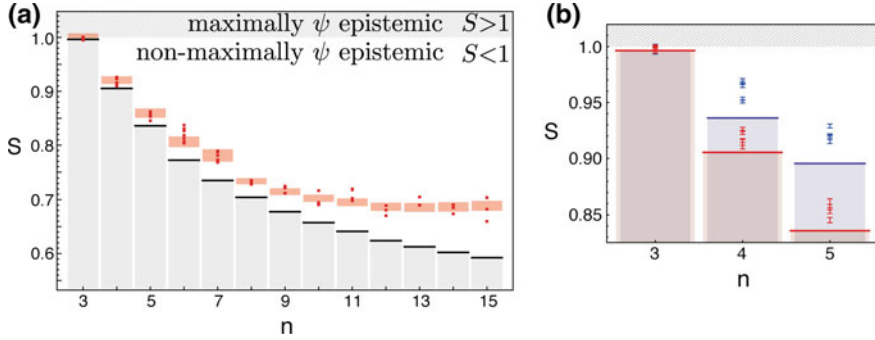 (a)
maximally ψ epistemic S>1
non-maximally ψ epistemic S<1
1.0
0.9
0.8
0.7
0.6
S
3 5 7 9 11 13 15
n
(b)
1.0
0.95
0.90
0.85
S
3 4 5
n